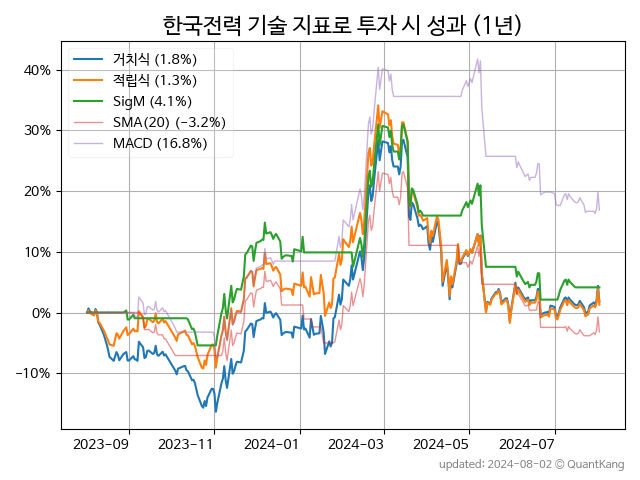 한국전력 기술 지표로 투자 시 성과 (1년)
거치식 (1.8%)
적립식 (1.3%)
SigM (4.1%)
SMA(20) (−3.2%)
MACD (16.8%)
40%
30%
20%
10%
0%
−10%
2023−09 2023−11 2024−01 2024−03 2024−05 2024−07
updated: 2024-08-02 © QuantKang